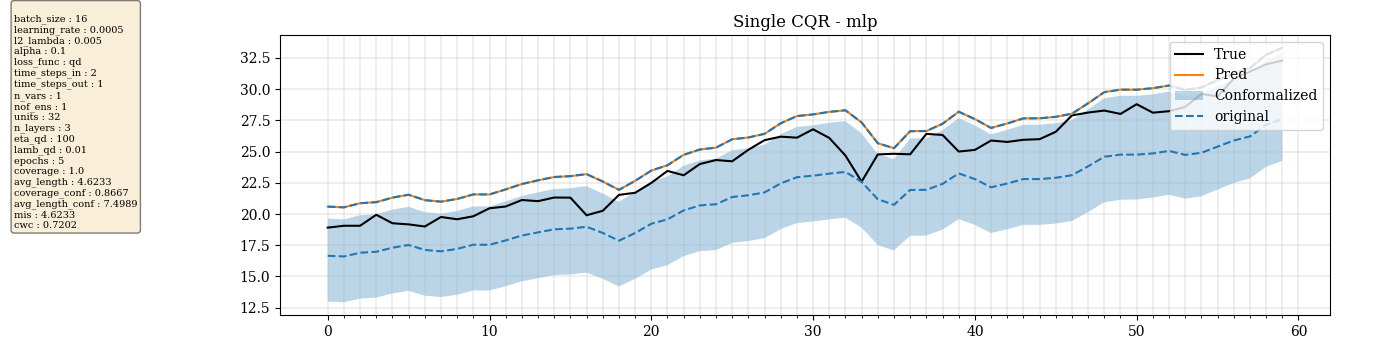 batch_size : 16
learning_rate : 0.0005
l2_lambda : 0.005
alpha : 0.1
loss_func : qd
time_steps_in : 2
time_steps_out : 1
n_vars : 1
nof_ens : 1
units : 32
n_layers : 3
eta_qd : 100
lamb_qd : 0.01
epochs : 5
coverage : 1.0
avg_length : 4.6233
coverage_conf : 0.8667
avg_length_conf : 7.4989
mis : 4.6233
cwc : 0.7202
Single CQR - mlp
32.5
30.0
27.5
25.0
22.5
20.0
17.5
15.0
12.5
0 10 20 30 40 50 60
True
Pred
Conformalized
original